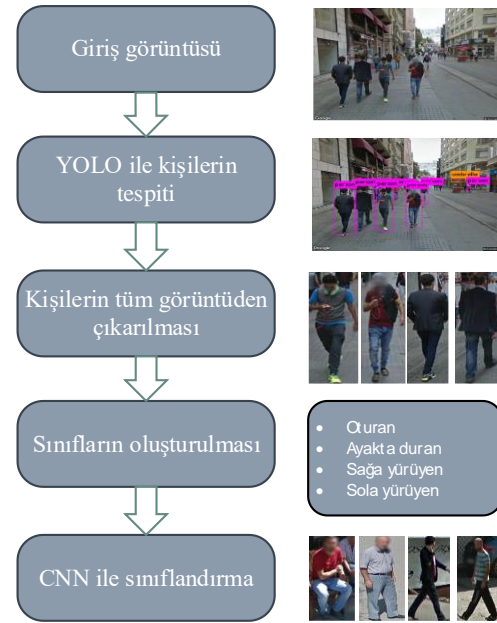 Giriş görüntüsü
YOLO ile kişilerin
tespiti
Kişilerin tüm görüntüden
çıkarılması
Sınıfların oluşturulması
• Oturan
• Ayakta duran
• Sağa yürüyen
• Sola yürüyen
CNN ile sınıflandırma